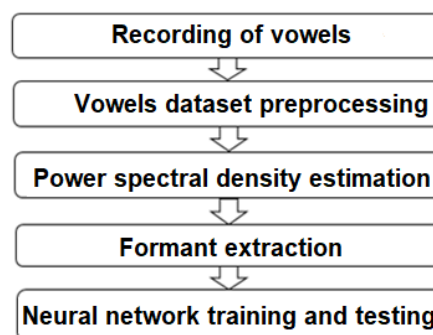 Recording of vowels
Vowels dataset preprocessing
Power spectral density estimation
Formant extraction
Neural network training and testing